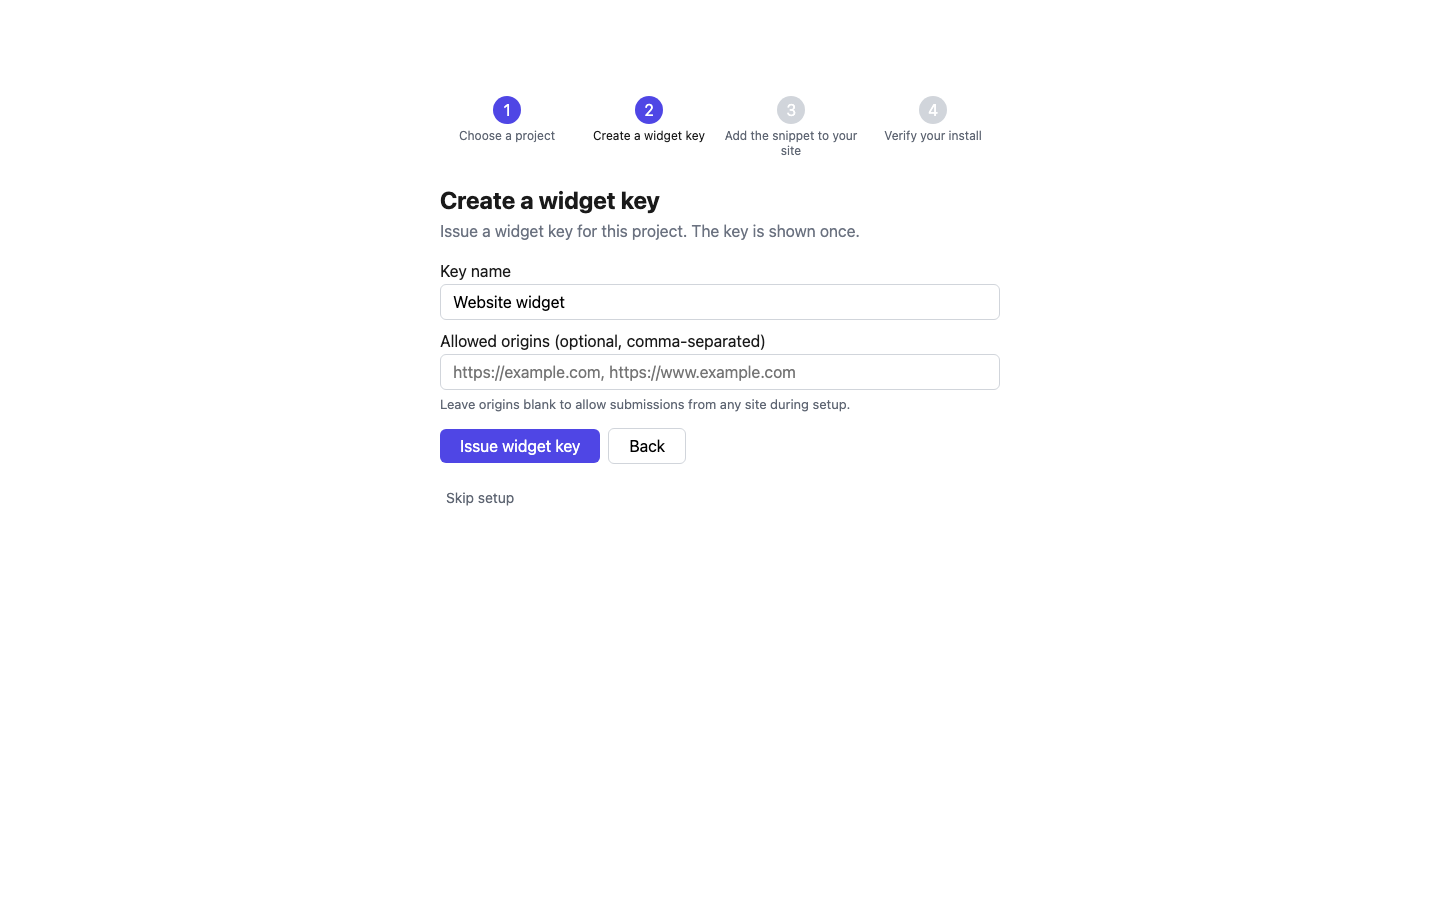 1
Choose a project
2
Create a widget key
3
Add the snippet to your
site
4
Verify your install
Create a widget key
Issue a widget key for this project. The key is shown once.
Key name
Website widget
Allowed origins (optional, comma-separated)
https://example.com, https://www.example.com
Leave origins blank to allow submissions from any site during setup.
Issue widget key
Back
Skip setup